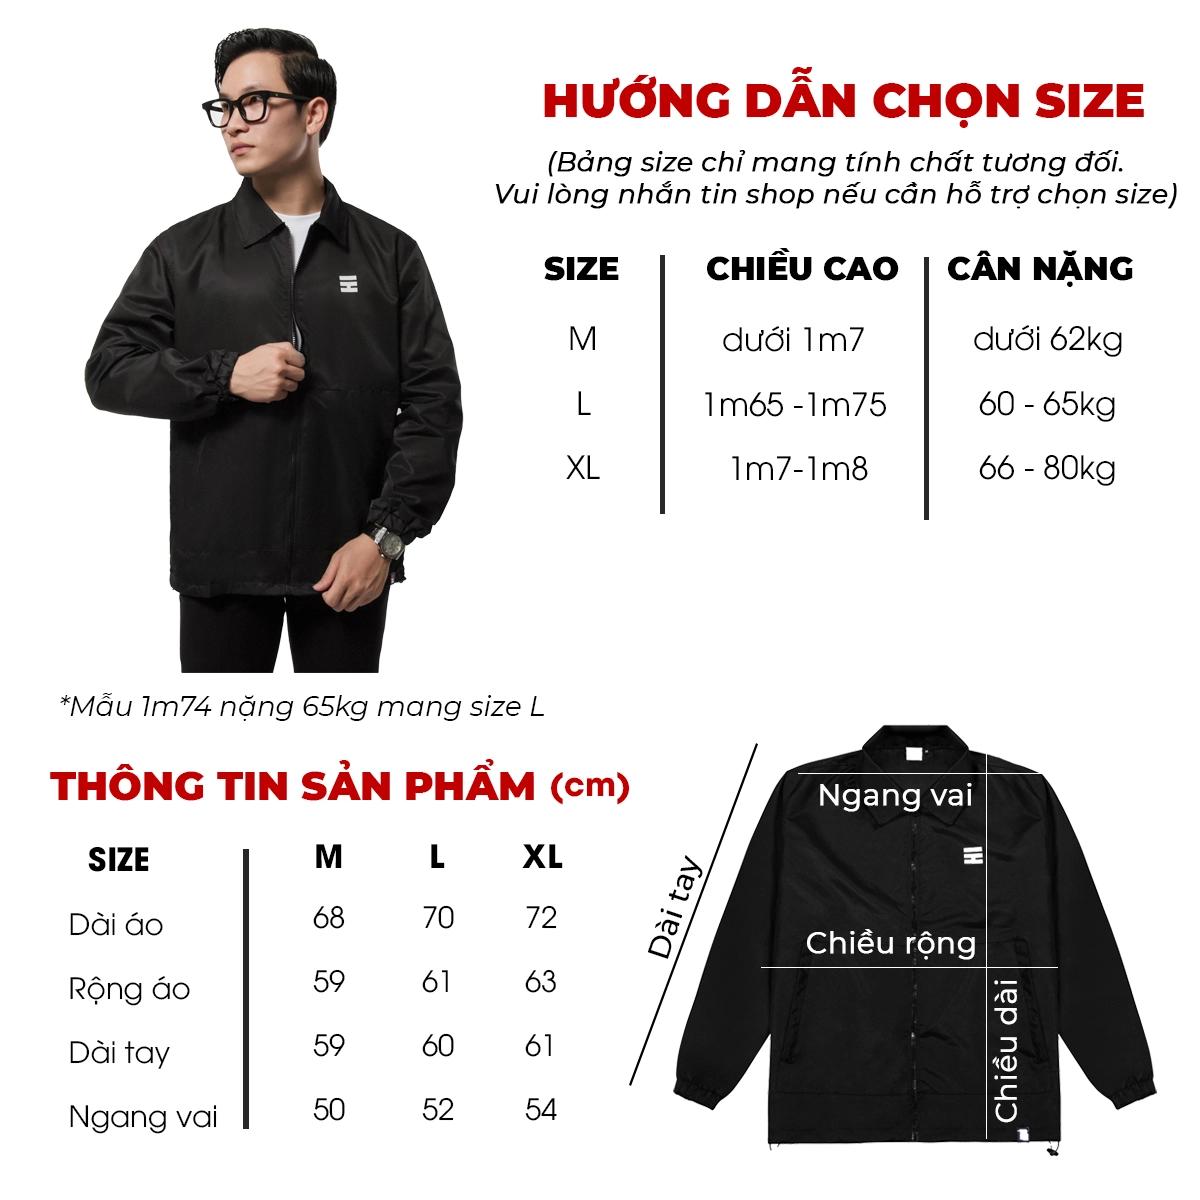 HƯỚNG DẪN CHỌN SIZE
(Bảng size chỉ mang tính chất tương đối.
Vui lòng nhắn tin shop nếu cần hỗ trợ chọn size)
SIZE CHIỀU CAO CÂN NẶNG
M dưới 1m7 dưới 62kg
L 1m65 -1m75 60 - 65kg
XL 1m7-1m8 66 - 80kg
*Mẫu 1m74 nặng 65kg mang size L
THÔNG TIN SẢN PHẨM (cm)
SIZE M L XL
Dài áo 68 70 72
Rộng áo 59 61 63
Dài tay 59 60 61
Ngang vai 50 52 54
Ngang vai
Dài tay
Chiều rộng
Chiều dài